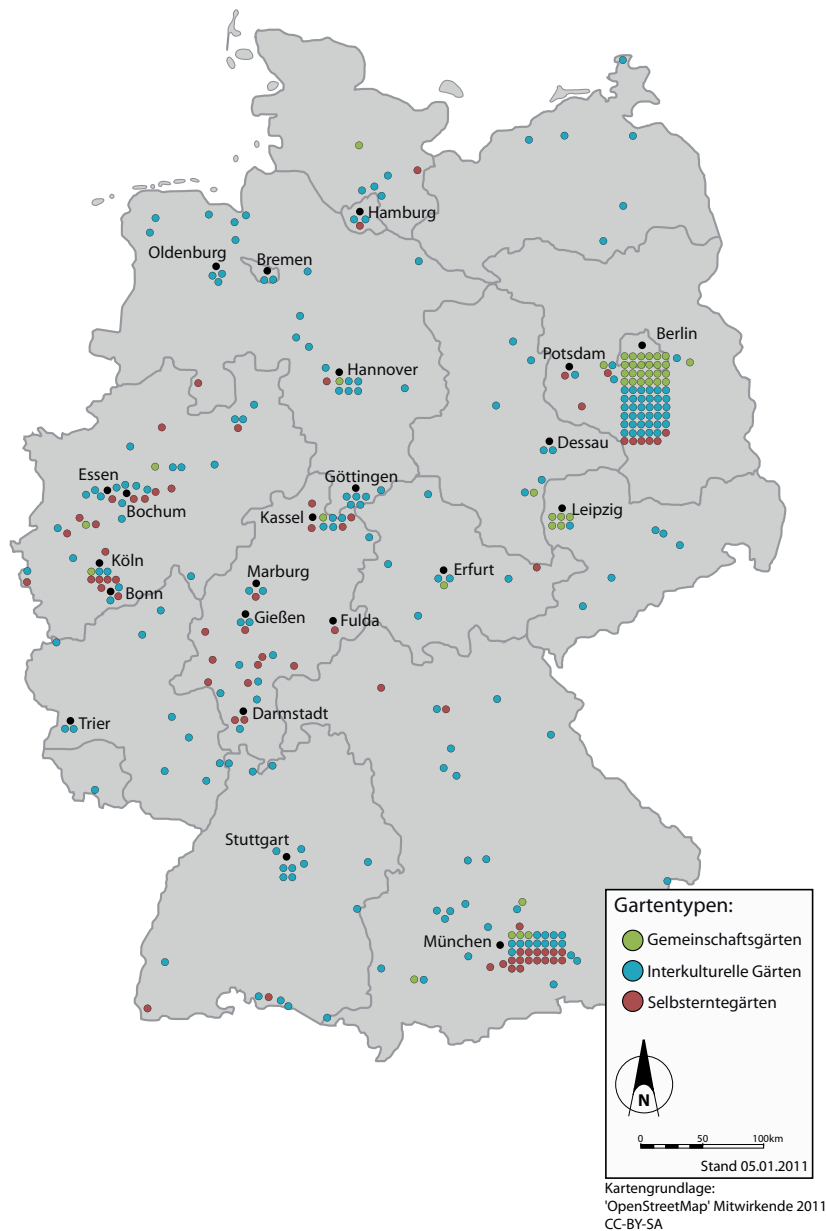 Hamburg
Oldenburg
Bremen
Berlin
Potsdam
Hannover
Dessau
Essen
Göttingen
Bochum
Leipzig
Kassel
Köln
Erfurt
Marburg
Bonn
Gießen
Fulda
Darmstadt
Trier
Stuttgart
München
Gartentypen:
Gemeinschaftsgärten
Interkulturelle Gärten
Selbsterntegärten
N
0 50 100km
Stand 05.01.2011
Kartengrundlage:
'OpenStreetMap' Mitwirkende 2011
CC-BY-SA